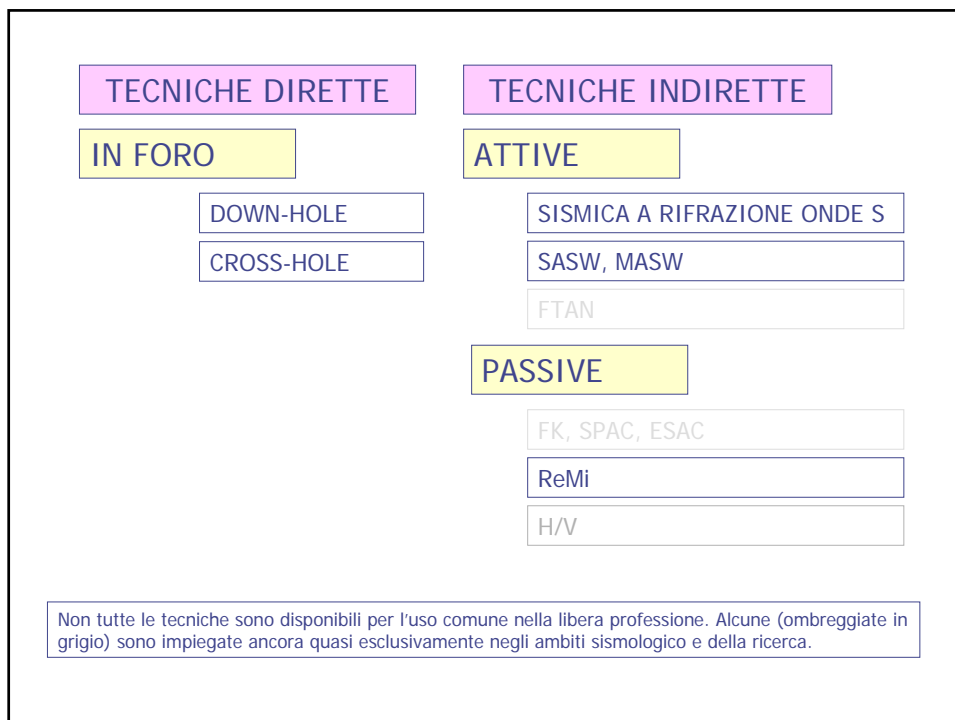 TECNICHE DIRETTE
IN FORO
DOWN-HOLE
CROSS-HOLE
TECNICHE INDIRETTE
ATTIVE
SISMICA A RIFRAZIONE ONDE S
SASW, MASW
FTAN
PASSIVE
FK, SPAC, ESAC
ReMi
H/V
Non tutte le tecniche sono disponibili per l'uso comune nella libera professione. Alcune (ombreggiate in
grigio) sono impiegate ancora quasi esclusivamente negli ambiti sismologico e della ricerca.